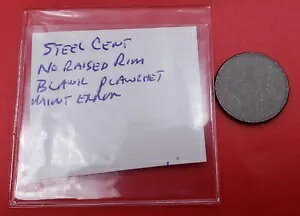 STEEL CENT
NO RAISED RIM
BLANK PLANCHET
MINT ERROR